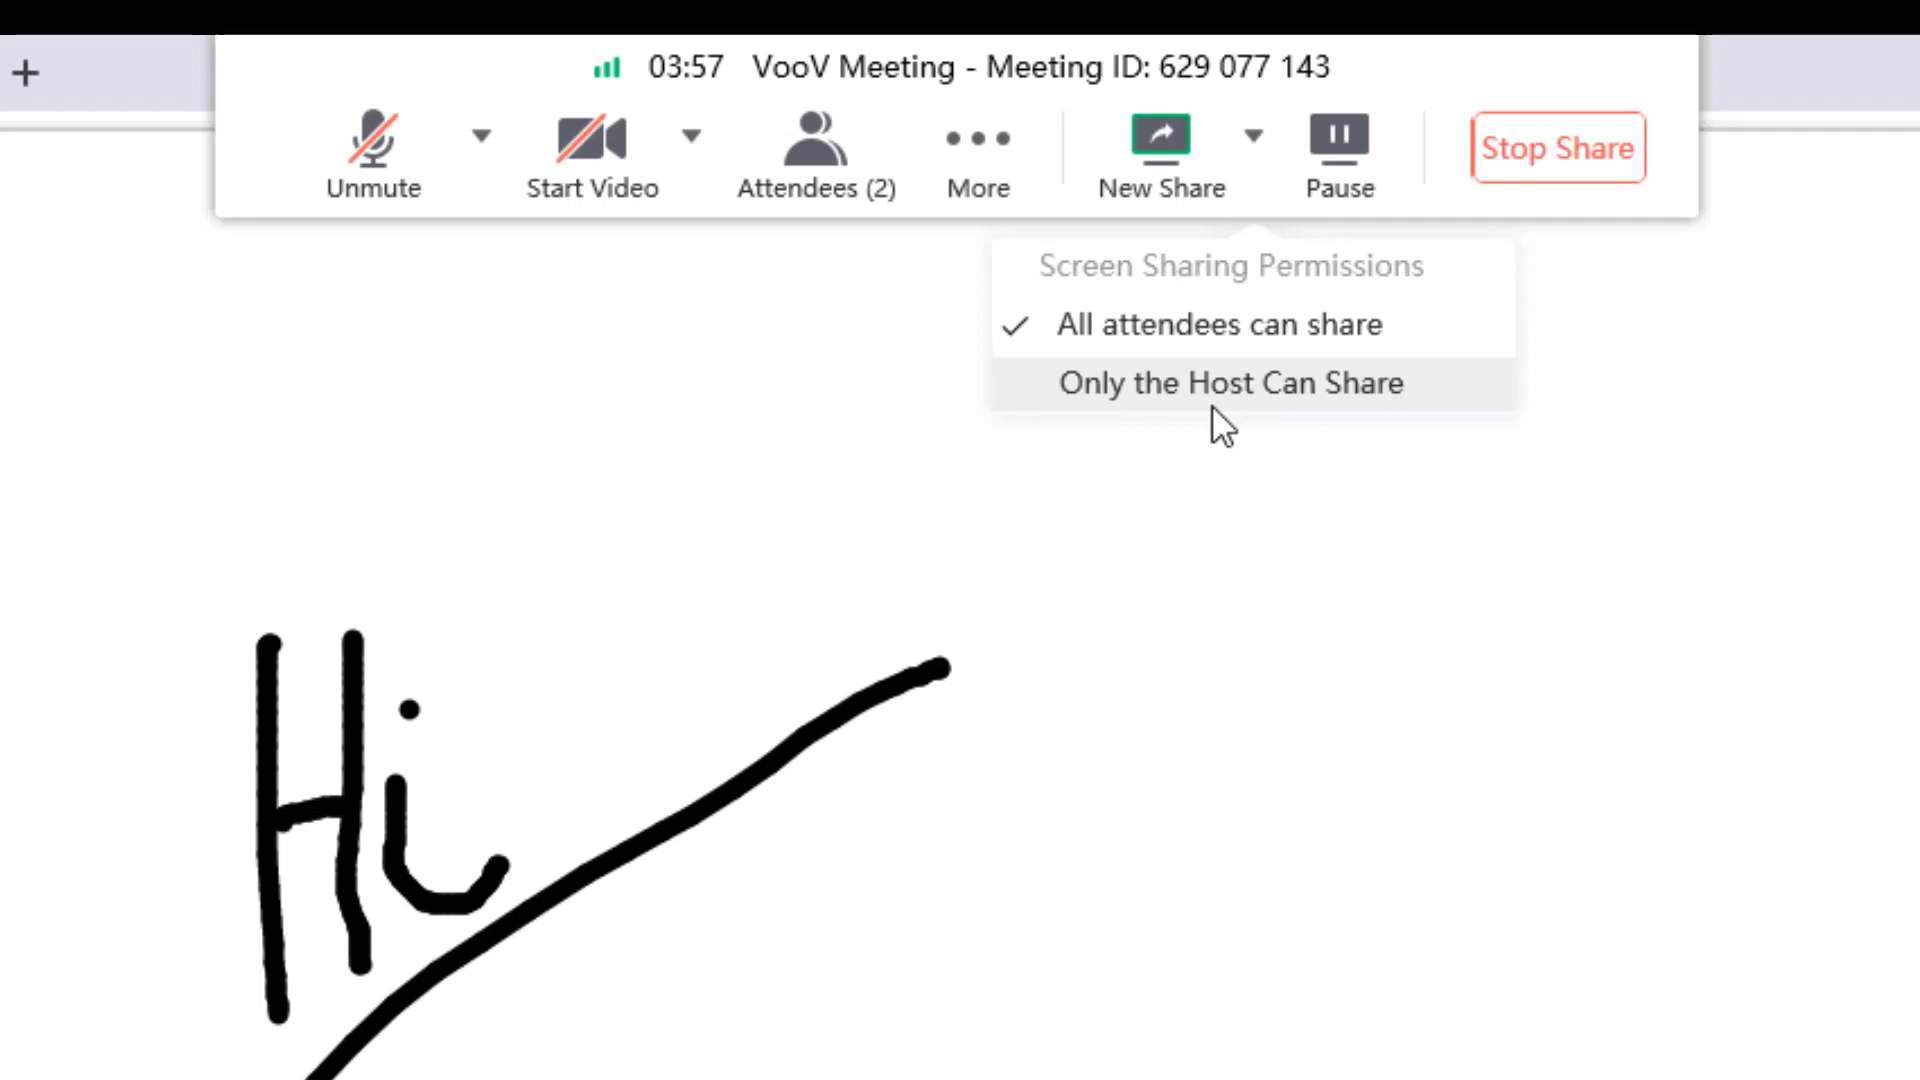 03:57 VooV Meeting - Meeting ID: 629 077 143
Unmute Start Video Attendees (2) More New Share Pause Stop Share
Screen Sharing Permissions
All attendees can share
Only the Host Can Share
Hi